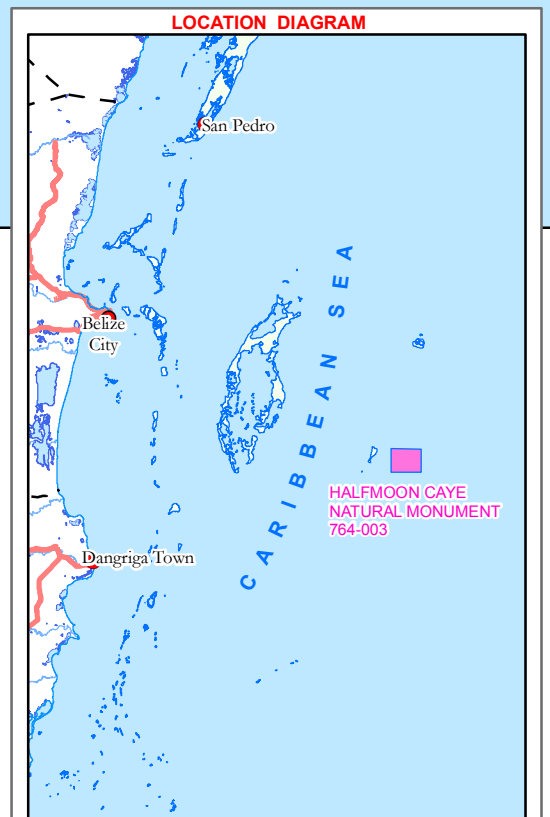 LOCATION DIAGRAM
San Pedro
CARIBBEAN SEA
Belize
City
HALFMOON CAYE
NATURAL MONUMENT
764-003
Dangriga Town